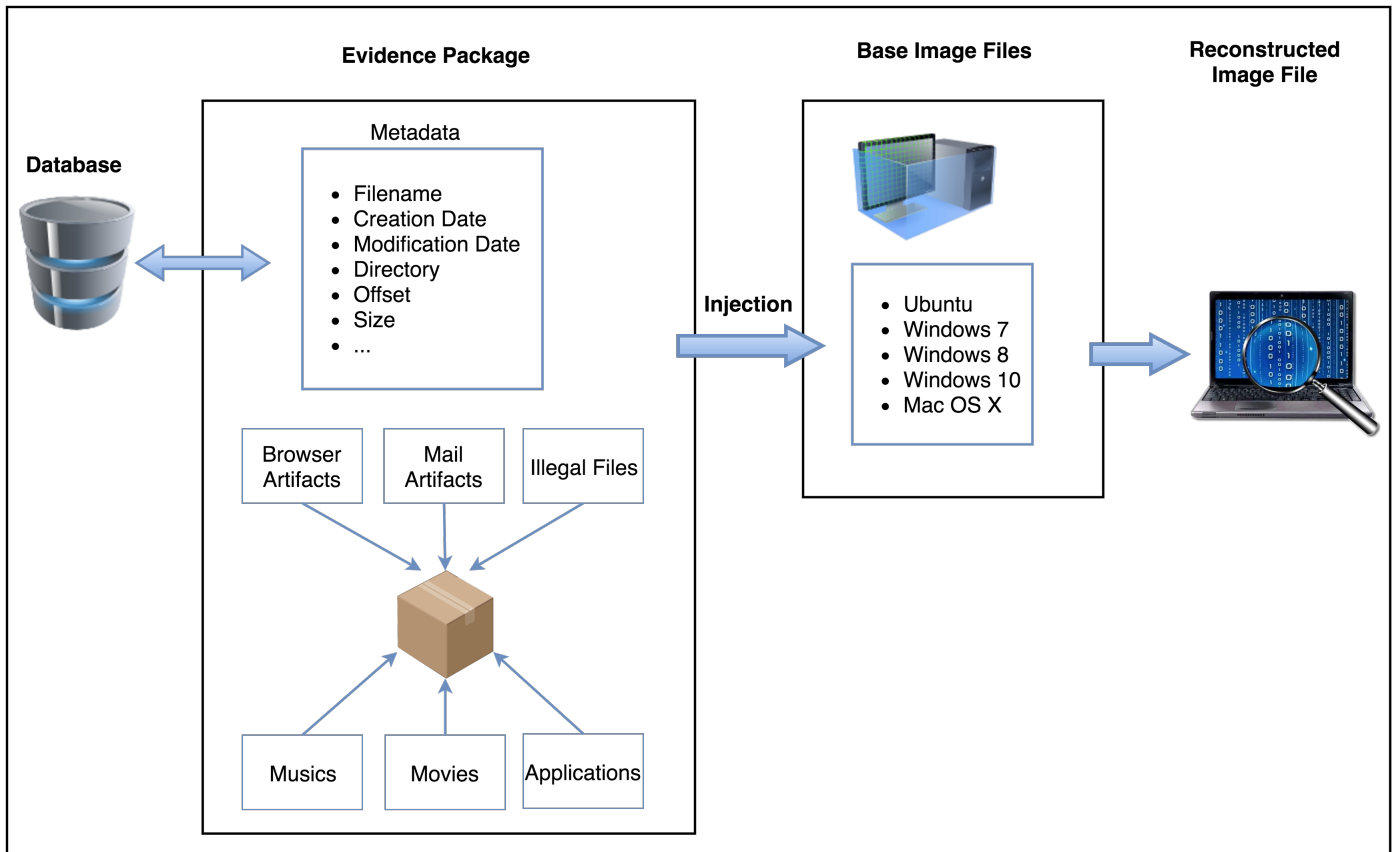 Evidence Package
Base Image Files
Reconstructed
Image File
Database
Metadata
• Filename
• Creation Date
• Modification Date
• Directory
• Offset
• Size
• ...
Injection
• Ubuntu
• Windows 7
• Windows 8
• Windows 10
• Mac OS X
Browser
Artifacts
Mail
Artifacts
Illegal Files
Musics
Movies
Applications